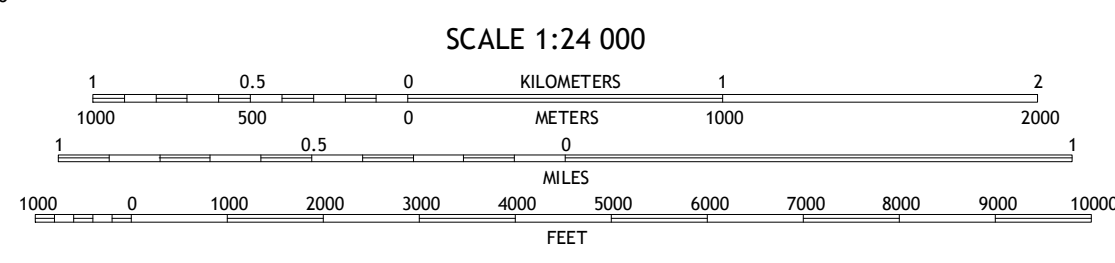 SCALE 1:24 000
1 0.5 0 KILOMETERS 1 2
1000 500 0 METERS 1000 2000
1 0.5 0 1
MILES
1000 0 1000 2000 3000 4000 5000 6000 7000 8000 9000 10000
FEET